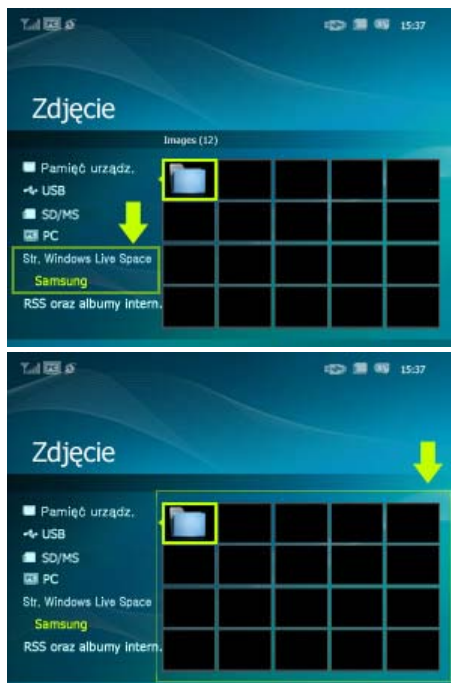 15:37
Zdjęcie
Images (12)
Pamięć urządz.
USB
SD/MS
PC
Str. Windows Live Space
Samsung
RSS oraz albumy intern.
15:37
Zdjęcie
Pamięć urządz.
USB
SD/MS
PC
Str. Windows Live Space
Samsung
RSS oraz albumy intern.